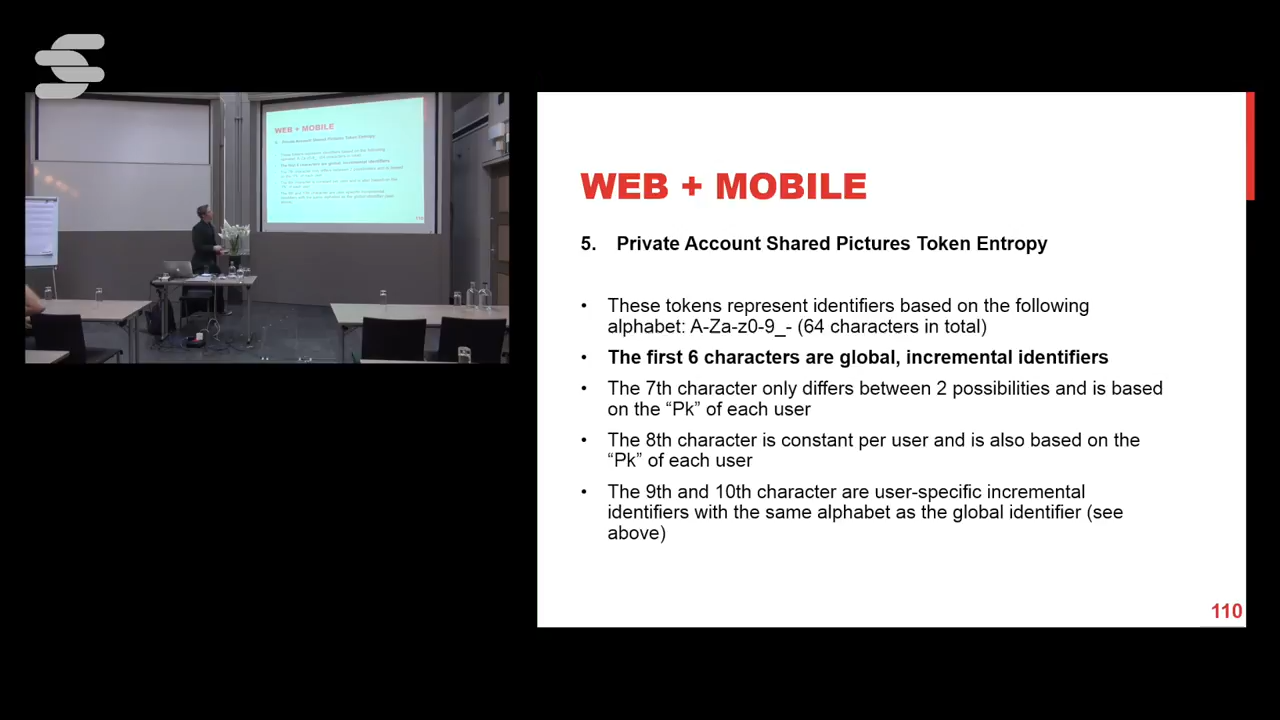 WEB + MOBILE
5. Private Account Shared Pictures Token Entropy
• These tokens represent identifiers based on the following
alphabet: A-Za-z0-9_- (64 characters in total)
• The first 6 characters are global, incremental identifiers
• The 7th character only differs between 2 possibilities and is based
on the “Pk” of each user
• The 8th character is constant per user and is also based on the
“Pk” of each user
• The 9th and 10th character are user-specific incremental
identifiers with the same alphabet as the global identifier (see
above)
110
WEB + MOBILE